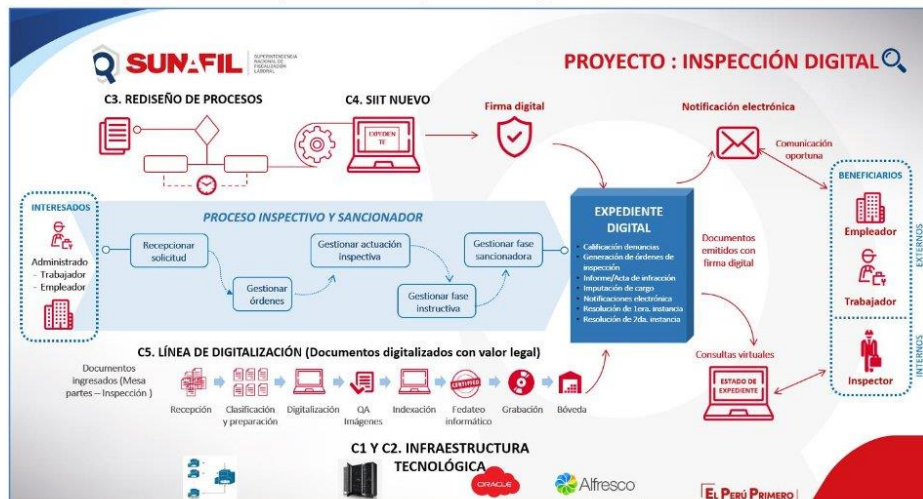 SUNAFIL
SUPERINTENDENCIA
NACIONAL DE
FISCALIZACIÓN
LABORAL
PROYECTO : INSPECCIÓN DIGITAL
C3. REDISEÑO DE PROCESOS
C4. SIIT NUEVO
EXPEDIEN
TE
Firma digital
Notificación electrónica
Comunicación
oportuna
INTERESADOS
Administrado
- Trabajador
- Empleador
PROCESO INSPECTIVO Y SANCIONADOR
Recepcionar
solicitud
Gestionar
órdenes
Gestionar actuación
inspectiva
Gestionar fase
instructiva
Gestionar fase
sancionadora
EXPEDIENTE
DIGITAL
• Calificación denuncias
• Generación de órdenes de
inspección
• Informe/Acta de infracción
• Imputación de cargo
• Notificaciones electrónica
• Resolución de 1era. instancia
• Resolución de 2da. instancia
Documentos
emitidos con
firma digital
BENEFICIARIOS
Empleador
Trabajador
EXTERNOS
Inspector
INTERNOS
Consultas virtuales
ESTADO DE
EXPEDIENTE
C5. LÍNEA DE DIGITALIZACIÓN (Documentos digitalizados con valor legal)
Documentos
ingresados (Mesa
partes – Inspección )
Recepción
Clasificación
y preparación
Digitalización
QA
Imágenes
Indexación
CERTIFIED
Fedateo
informático
Grabación
Bóveda
C1 Y C2. INFRAESTRUCTURA
TECNOLÓGICA
ORACLE
Alfresco
EL PERÚ PRIMERO